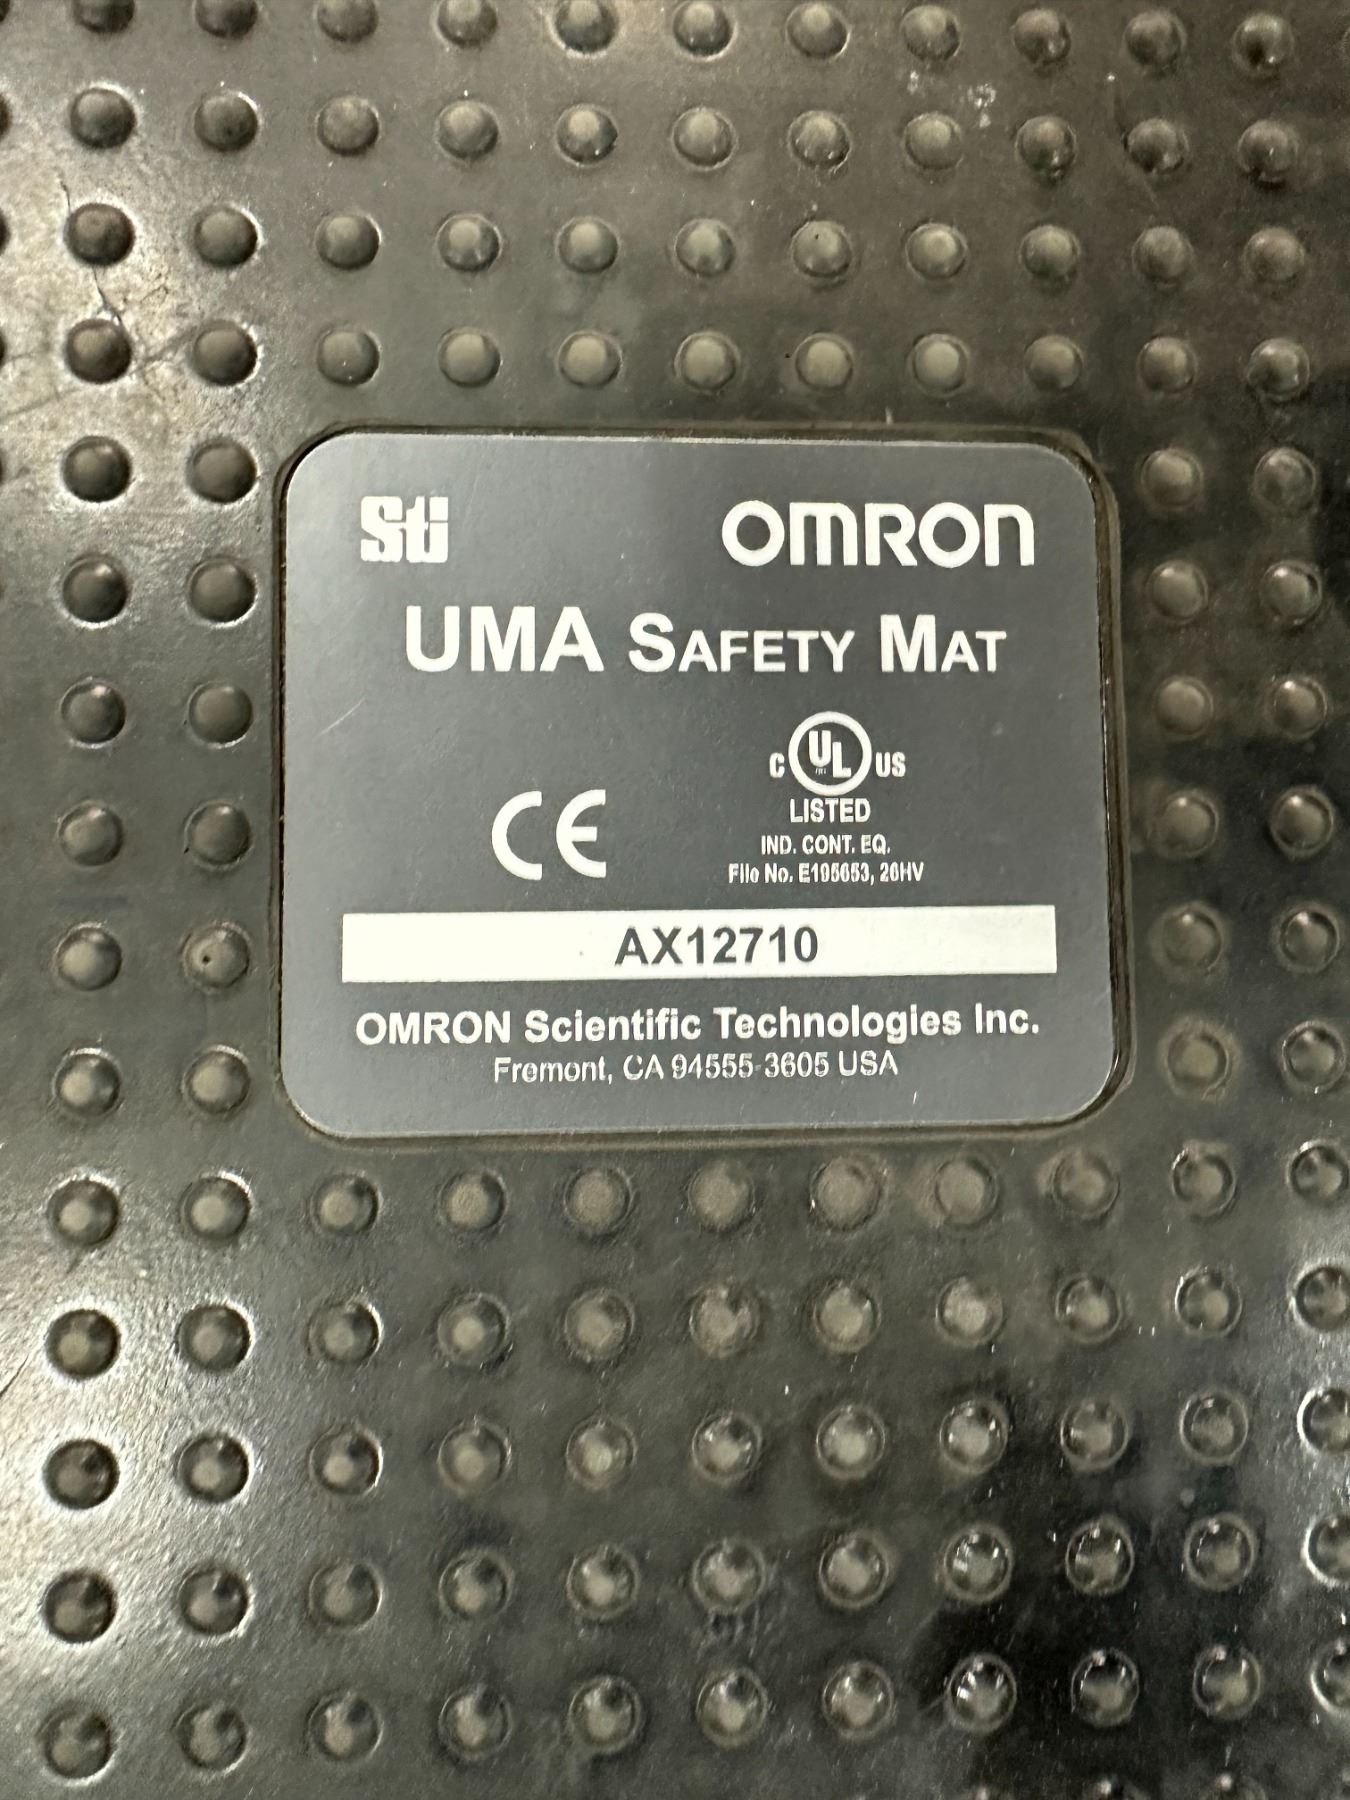 Sti OMRON
UMA SAFETY MAT
C UL US
LISTED
IND. CONT. EQ.
CE
File No. E195653, 26HV
AX12710
OMRON Scientific Technologies Inc.
Fremont, CA 94555-3605 USA